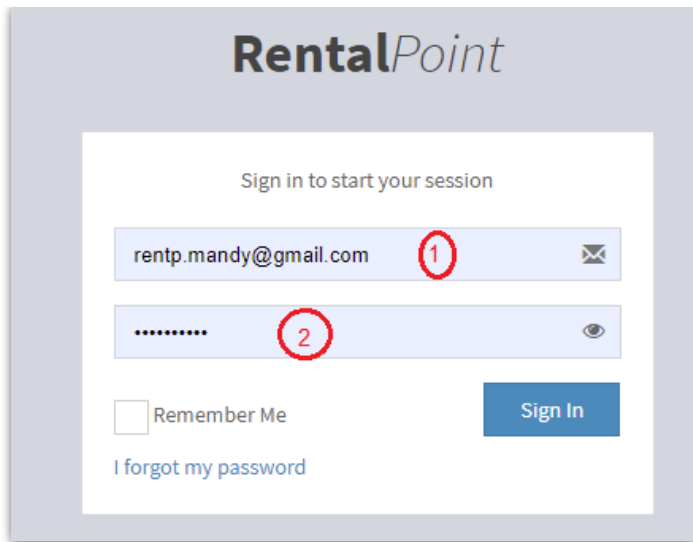 RentalPoint
Sign in to start your session
rentp.mandy@gmail.com 1
•••••••••• 2
Remember Me
Sign In
I forgot my password